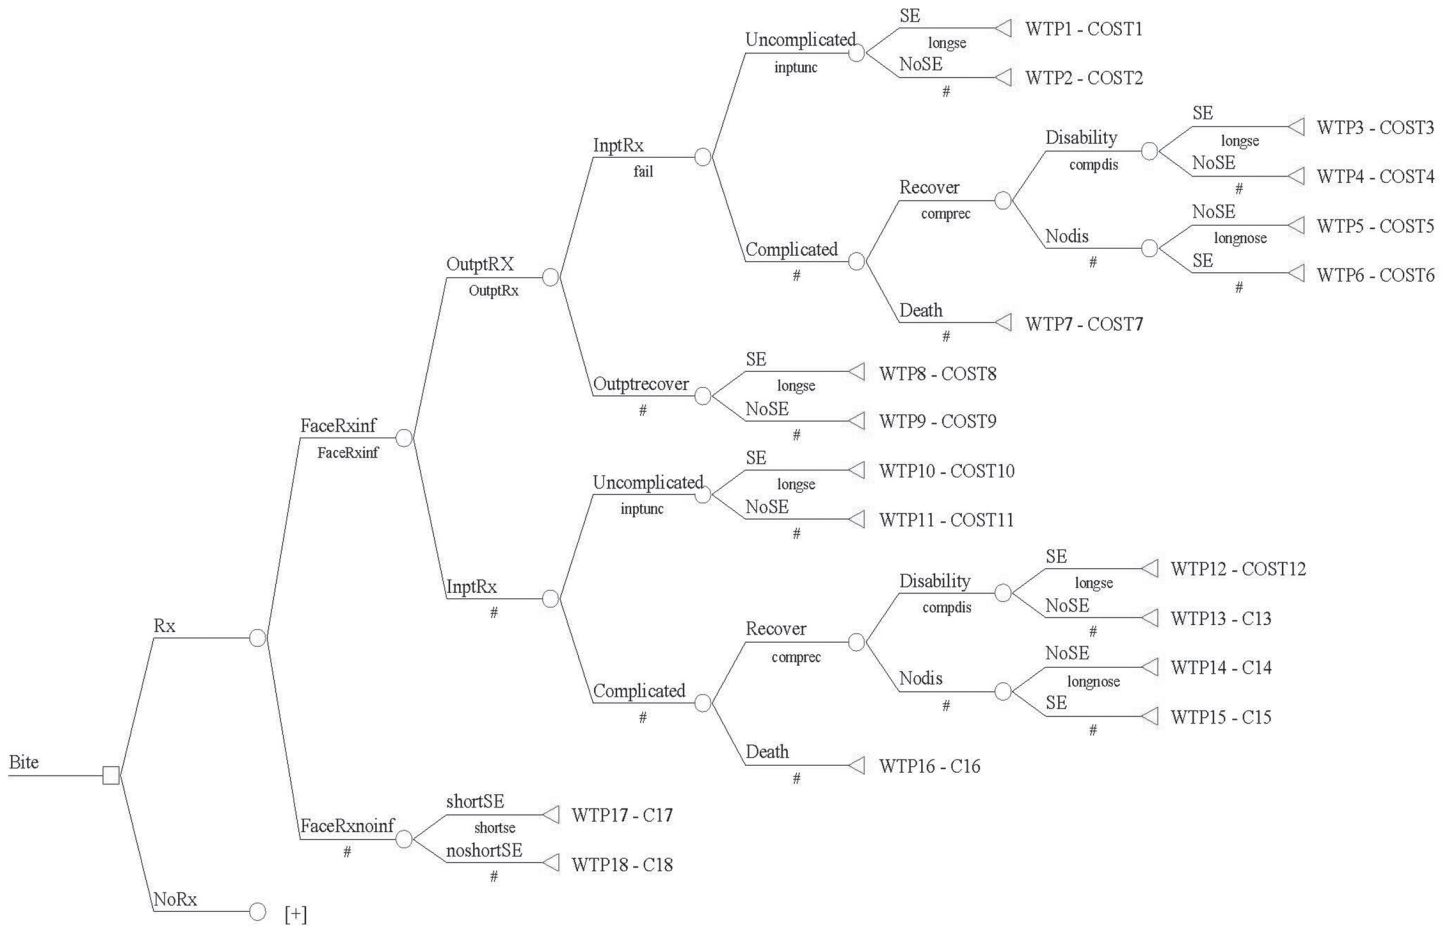 SE
longse
WTP1 - COST1
Uncomplicated
inptunc
NoSE
#
WTP2 - COST2
InptRx
fail
SE
longse
WTP3 - COST3
Disability
compdis
NoSE
#
WTP4 - COST4
Recover
comprec
NoSE
longnose
WTP5 - COST5
Nodis
#
SE
#
WTP6 - COST6
Complicated
#
Death
#
WTP7 - COST7
OutptRX
OutptRx
SE
longse
WTP8 - COST8
Outptrecover
#
NoSE
#
WTP9 - COST9
FaceRxinf
FaceRxinf
SE
longse
WTP10 - COST10
Uncomplicated
inptunc
NoSE
#
WTP11 - COST11
InptRx
#
SE
longse
WTP12 - COST12
Disability
compdis
NoSE
#
WTP13 - C13
Recover
comprec
NoSE
longnose
WTP14 - C14
Nodis
#
SE
#
WTP15 - C15
Complicated
#
Death
#
WTP16 - C16
Rx
Bite
shortSE
shortse
WTP17 - C17
FaceRxnoinf
#
noshortSE
#
WTP18 - C18
NoRx
[+]